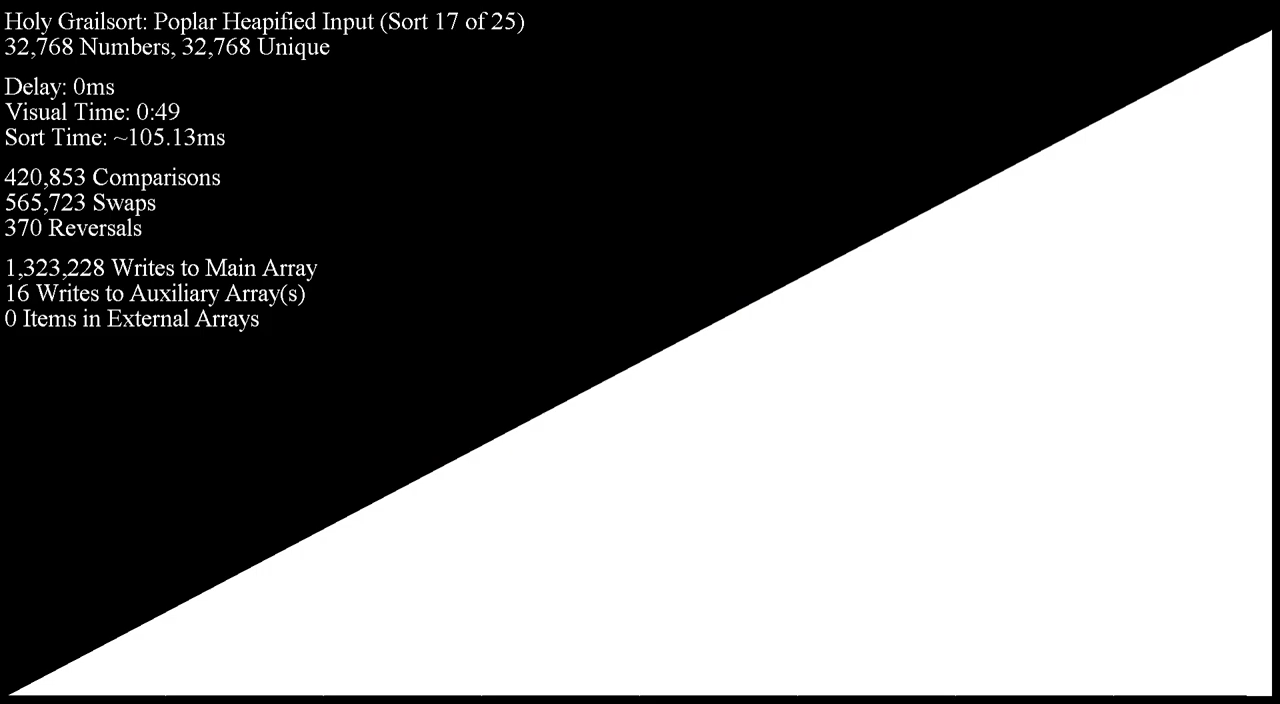 Holy Grailsort: Poplar Heapified Input (Sort 17 of 25)
32,768 Numbers, 32,768 Unique
Delay: 0ms
Visual Time: 0:49
Sort Time: ~105.13ms
420,853 Comparisons
565,723 Swaps
370 Reversals
1,323,228 Writes to Main Array
16 Writes to Auxiliary Array(s)
0 Items in External Arrays